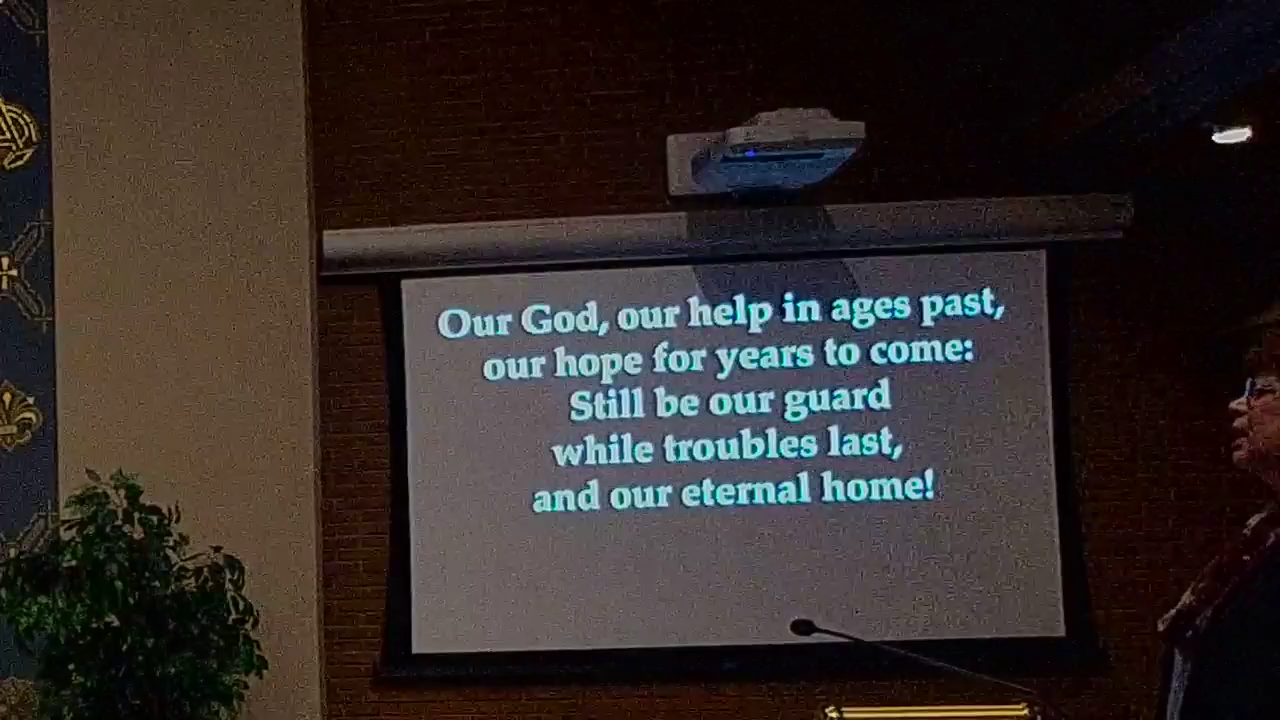 Our God, our help in ages past,
our hope for years to come:
Still be our guard
while troubles last,
and our eternal home!